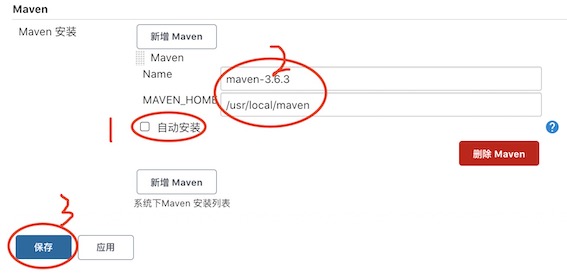 Maven
Maven 安装
新增 Maven
Maven
Name
maven-3.6.3
2
MAVEN_HOME
/usr/local/maven
1
自动安装
?
删除 Maven
新增 Maven
系统下Maven 安装列表
3
保存
应用